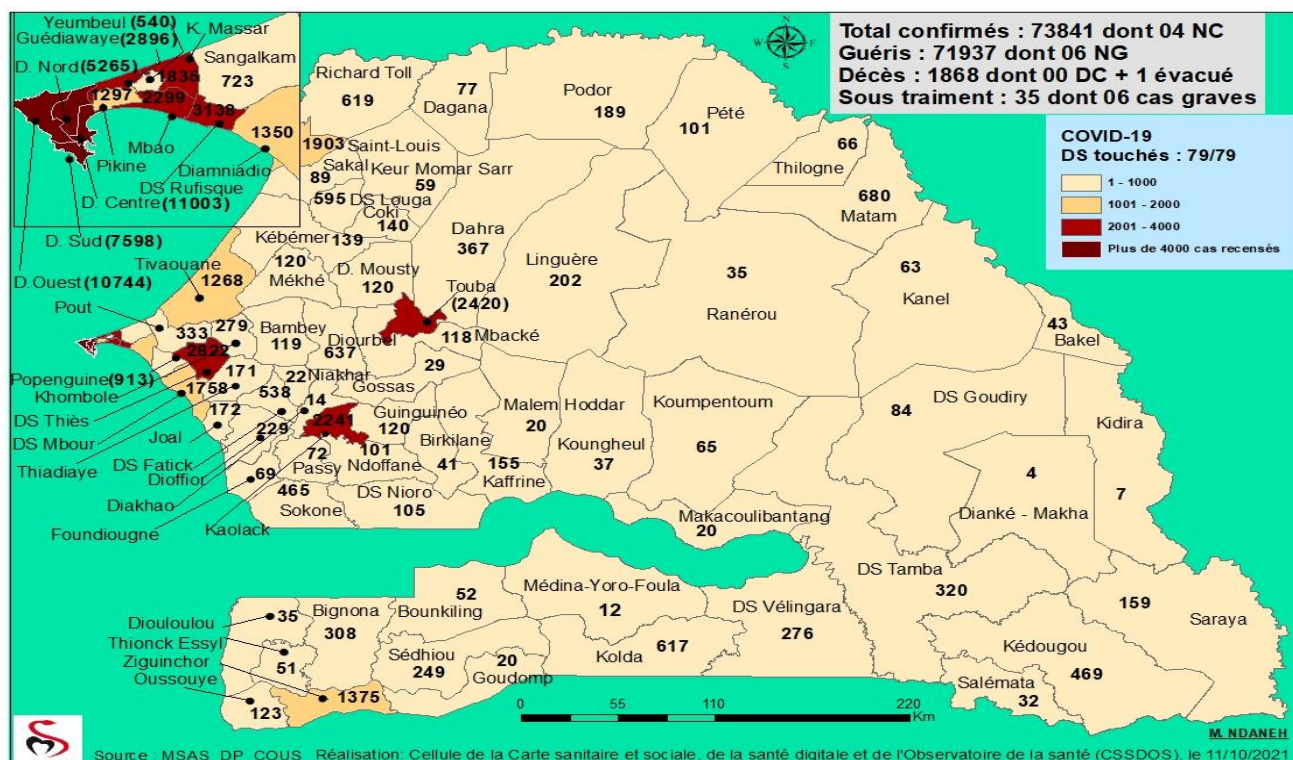 Total confirmés : 73841 dont 04 NC
Guéris : 71937 dont 06 NG
Décès : 1868 dont 00 DC + 1 évacué
Sous traiment : 35 dont 06 cas graves
COVID-19
DS touchés : 79/79
1 - 1000
1001 - 2000
2001 - 4000
Plus de 4000 cas recensés
Yeumbeul (540)
K. Massar
Guédiawaye (2896)
Sangalkam
D. Nord (5265)
1835
723
1297
2299
3138
1350
Mbao
Pikine
Diamniadio
DS Rufisque
D. Centre (11003)
D. Sud (7598)
D. Ouest (10744)
W E
Richard Toll
619
77
Dagana
Podor
189
Pété
101
66
Thilogne
680
Matam
1903
Saint-Louis
Sakal
89
Keur Momar Sarr
59
595
DS Louga
Coki
140
Kébémer
139
Dahra
367
Linguère
202
35
Ranérou
63
Kanel
43
Bakel
Tivaouane
1268
120
Mékhé
D. Mousty
120
Touba
(2420)
Pout
333
279
Bambey
119
Diourbel
637
118
Mbacké
2822
Popenguine (913)
Khombole
171
22
Niakhar
29
Gossas
1758
538
14
172
DS Thiès
DS Mbour
Joal
Thiadiaye
229
2241
Guinguinéo
120
DS Fatick
Dioffior
72
101
Passy
Ndoffane
Birkilane
41
Malem Hoddar
20
155
Kaffrine
Koungheul
37
Koumpentoum
65
DS Goudiry
84
Kidira
7
4
Dianké - Makha
Diakhao
69
Foundiougne
465
Sokone
DS Nioro
105
Kaolack
Makacoulibantang
20
DS Tamba
320
159
Saraya
Kédougou
469
Salémata
32
Médina-Yoro-Foula
12
DS Vélingara
276
52
Bounkiling
Kolda
617
Sédhiou
249
20
Goudomp
Bignona
308
Diouloulou
35
Thionck Essyl
51
Ziguinchor
1375
Oussouye
123
0 55 110 220
Km
M. NDANEH
Source : MSAS_DP_COUS Réalisation: Cellule de la Carte sanitaire et sociale, de la santé digitale et de l'Observatoire de la santé (CSSDOS), le 11/10/2021